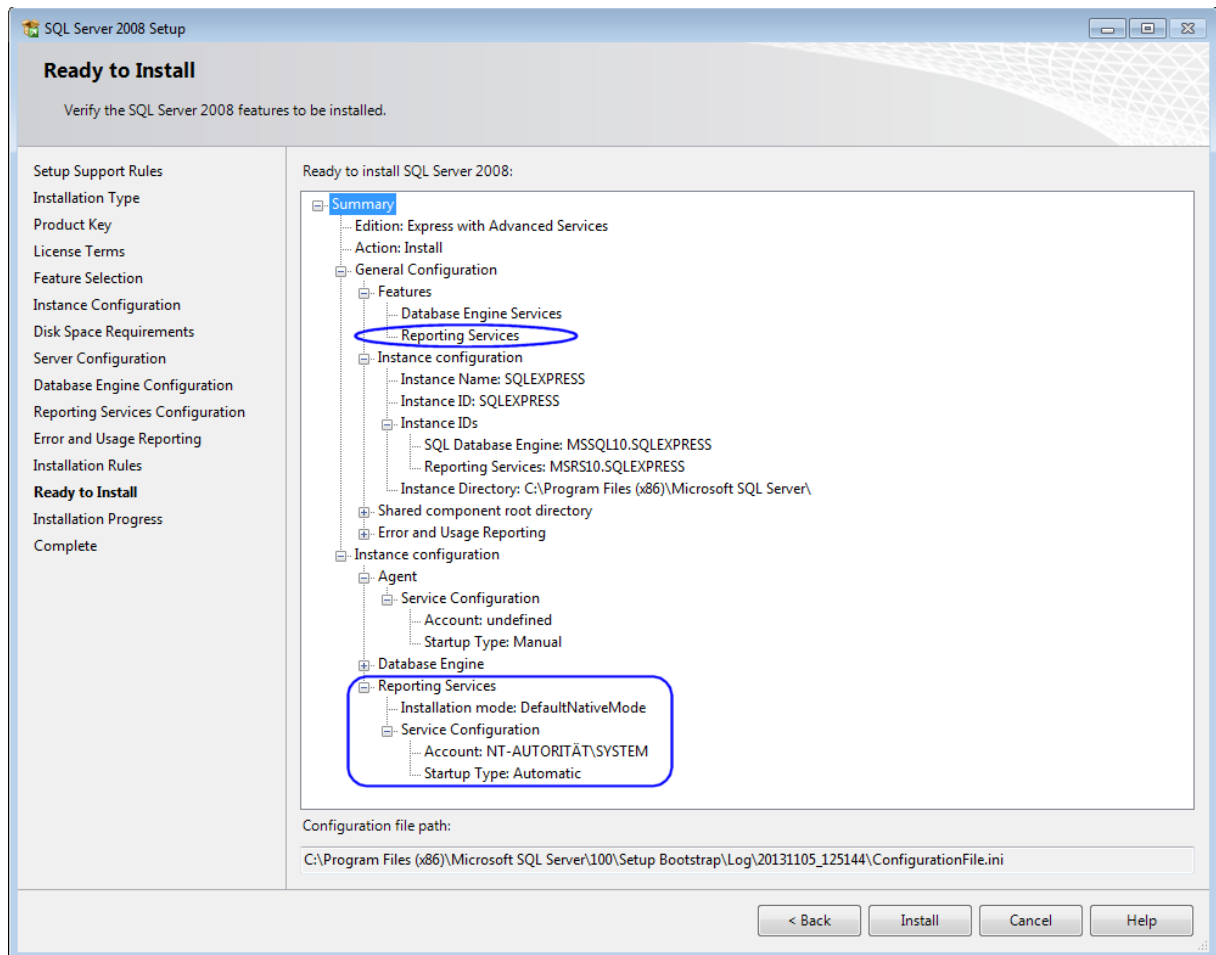 SQL Server 2008 Setup
Ready to Install
Verify the SQL Server 2008 features to be installed.
Setup Support Rules
Installation Type
Product Key
License Terms
Feature Selection
Instance Configuration
Disk Space Requirements
Server Configuration
Database Engine Configuration
Reporting Services Configuration
Error and Usage Reporting
Installation Rules
Ready to Install
Installation Progress
Complete
Ready to install SQL Server 2008:
Summary
Edition: Express with Advanced Services
Action: Install
General Configuration
Features
Database Engine Services
Reporting Services
Instance configuration
Instance Name: SQLEXPRESS
Instance ID: SQLEXPRESS
Instance IDs
SQL Database Engine: MSSQL10.SQLEXPRESS
Reporting Services: MSRS10.SQLEXPRESS
Instance Directory: C:\Program Files (x86)\Microsoft SQL Server\
Shared component root directory
Error and Usage Reporting
Instance configuration
Agent
Service Configuration
Account: undefined
Startup Type: Manual
Database Engine
Reporting Services
Installation mode: DefaultNativeMode
Service Configuration
Account: NT-AUTORITÄT\SYSTEM
Startup Type: Automatic
Configuration file path:
C:\Program Files (x86)\Microsoft SQL Server\100\Setup Bootstrap\Log\20131105_125144\ConfigurationFile.ini
< Back
Install
Cancel
Help